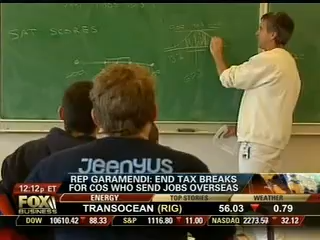 SAT SCORES
Jeenyus
REP GARAMENDI: END TAX BREAKS
FOR COS WHO SEND JOBS OVERSEAS
12:12p ET
ENERGY TOP STORIES WEATHER
FOX
BUSINESS
TRANSOCEAN (RIG) 56.03 0.79
DOW 10610.42 88.33 S&P 1116.80 11.00 NASDAQ 2273.59 32.12